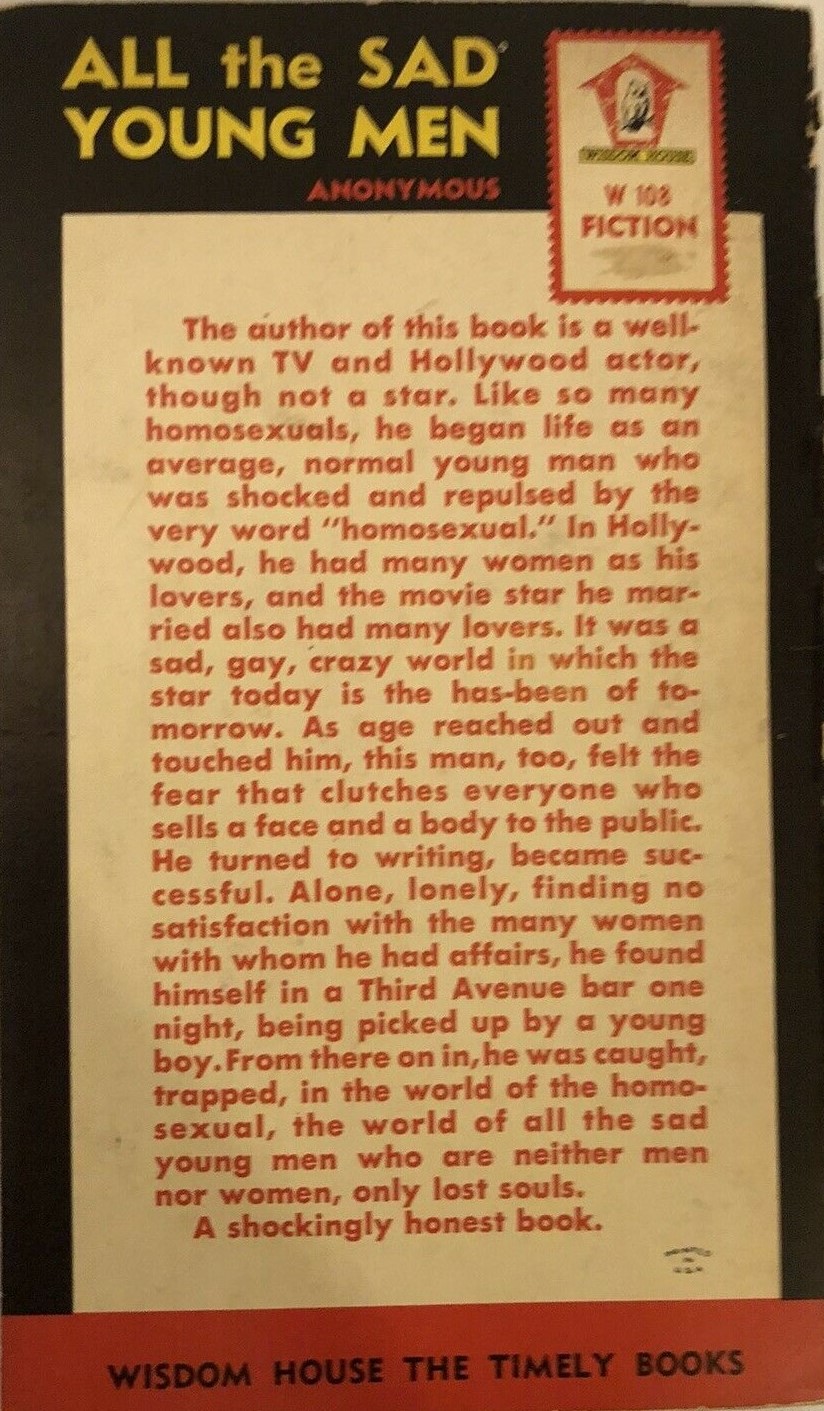 ALL the SAD
YOUNG MEN
ANONYMOUS
WISDOM HOUSE
W 108
FICTION
The author of this book is a well-
known TV and Hollywood actor,
though not a star. Like so many
homosexuals, he began life as an
average, normal young man who
was shocked and repulsed by the
very word "homosexual." In Holly-
wood, he had many women as his
lovers, and the movie star he mar-
ried also had many lovers. It was a
sad, gay, crazy world in which the
star today is the has-been of to-
morrow. As age reached out and
touched him, this man, too, felt the
fear that clutches everyone who
sells a face and a body to the public.
He turned to writing, became suc-
cessful. Alone, lonely, finding no
satisfaction with the many women
with whom he had affairs, he found
himself in a Third Avenue bar one
night, being picked up by a young
boy. From there on in, he was caught,
trapped, in the world of the homo-
sexual, the world of all the sad
young men who are neither men
nor women, only lost souls.
A shockingly honest book.
PRINTED
IN
U.S.A.
WISDOM HOUSE THE TIMELY BOOKS